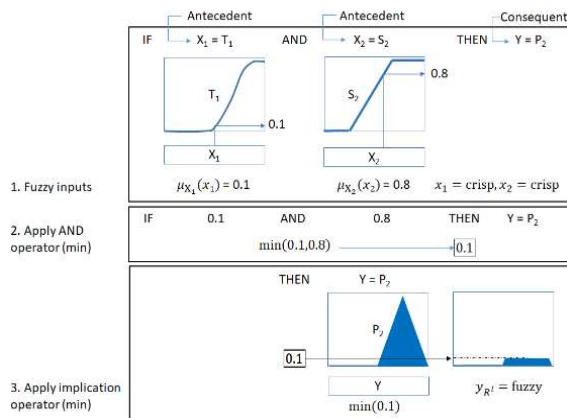 Antecedent Antecedent Consequent
IF X₁ = T₁ AND X₂ = S₂ THEN Y = P₂
T₁ 0.1 S₂ 0.8
X₁ X₂
1. Fuzzy inputs μ_X₁(x₁) = 0.1 μ_X₂(x₂) = 0.8 x₁ = crisp, x₂ = crisp
2. Apply AND
operator (min)
IF 0.1 AND 0.8 THEN Y = P₂
min(0.1,0.8) 0.1
THEN Y = P₂
P₂
0.1
Y
3. Apply implication
operator (min)
min(0.1)
y_Rˡ = fuzzy